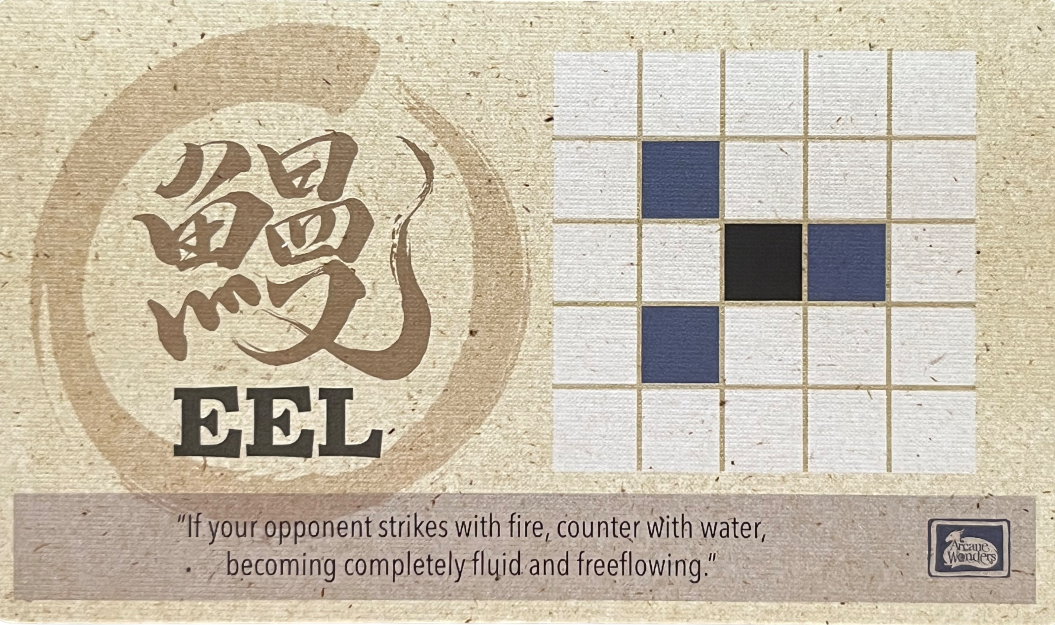 鰻
EEL
“If your opponent strikes with fire, counter with water,
becoming completely fluid and freeflowing.”
Arcane
Wonders